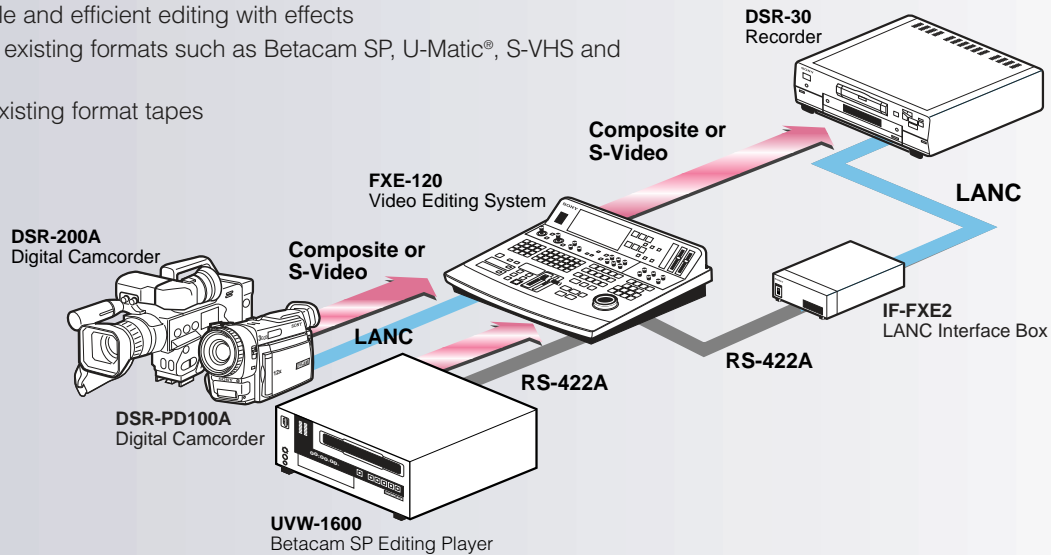 le and efficient editing with effects
existing formats such as Betacam SP, U-Matic®, S-VHS and
xisting format tapes
DSR-30
Recorder
Composite or
S-Video
LANC
FXE-120
Video Editing System
DSR-200A
Digital Camcorder
Composite or
S-Video
LANC
IF-FXE2
LANC Interface Box
RS-422A
RS-422A
DSR-PD100A
Digital Camcorder
UVW-1600
Betacam SP Editing Player